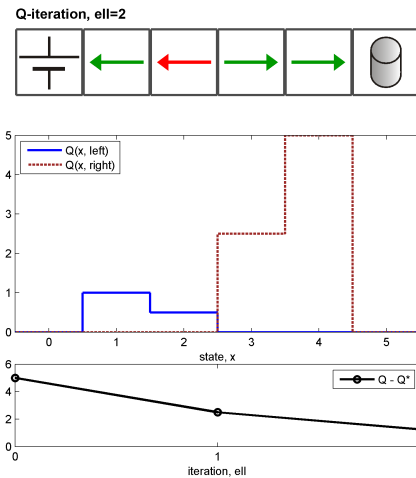 Q-iteration, ell=2
5
4
3
2
1
0
Q(x, left)
Q(x, right)
0 1 2 3 4 5
state, x
6
4
2
0
Q - Q*
0 1
iteration, ell